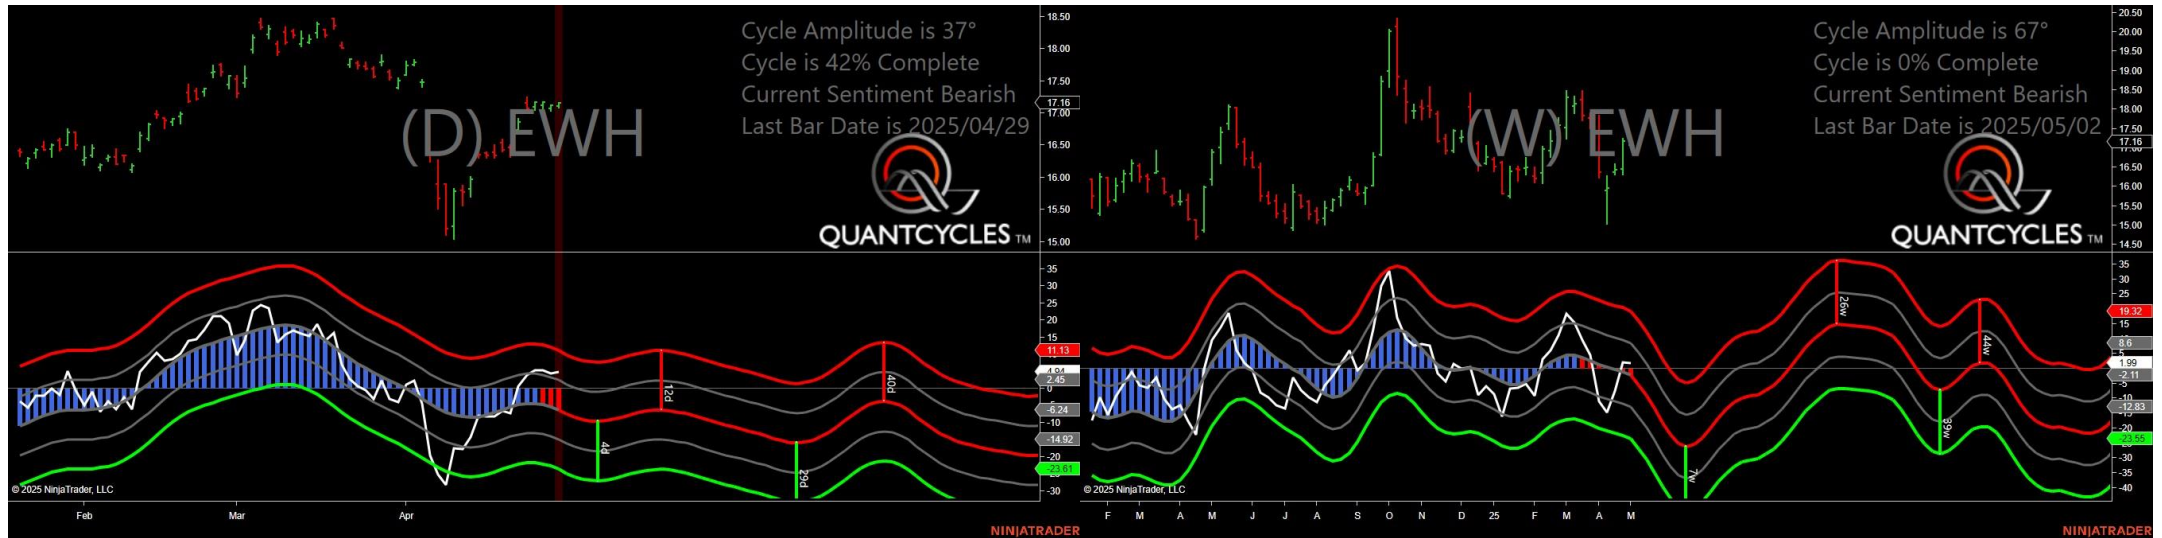 Cycle Amplitude is 37°
Cycle is 42% Complete
Current Sentiment Bearish
Last Bar Date is 2025/04/29
(D) EWH
QUANTCYCLES TM
18.50
18.00
17.50
17.16
17.00
16.50
16.00
15.50
15.00
35
30
25
20
15
11.13
5
4.94
2.45
0
-5
-6.24
-10
-14.92
-20
-23.61
-30
4d
12d
29d
40d
© 2025 NinjaTrader, LLC
Feb
Mar
Apr
NINJATRADER
Cycle Amplitude is 67°
Cycle is 0% Complete
Current Sentiment Bearish
Last Bar Date is 2025/05/02
(W) EWH
QUANTCYCLES TM
20.50
20.00
19.50
19.00
18.50
18.00
17.50
17.16
17.00
16.50
16.00
15.50
15.00
14.50
35
30
25
19.32
15
8.6
5
1.99
-2.11
-10
-12.83
-15
-20
-23.55
-30
-35
-40
7w
26w
39w
44w
© 2025 NinjaTrader, LLC
F
M
A
M
J
J
A
S
O
N
D
25
F
M
A
M
NINJATRADER